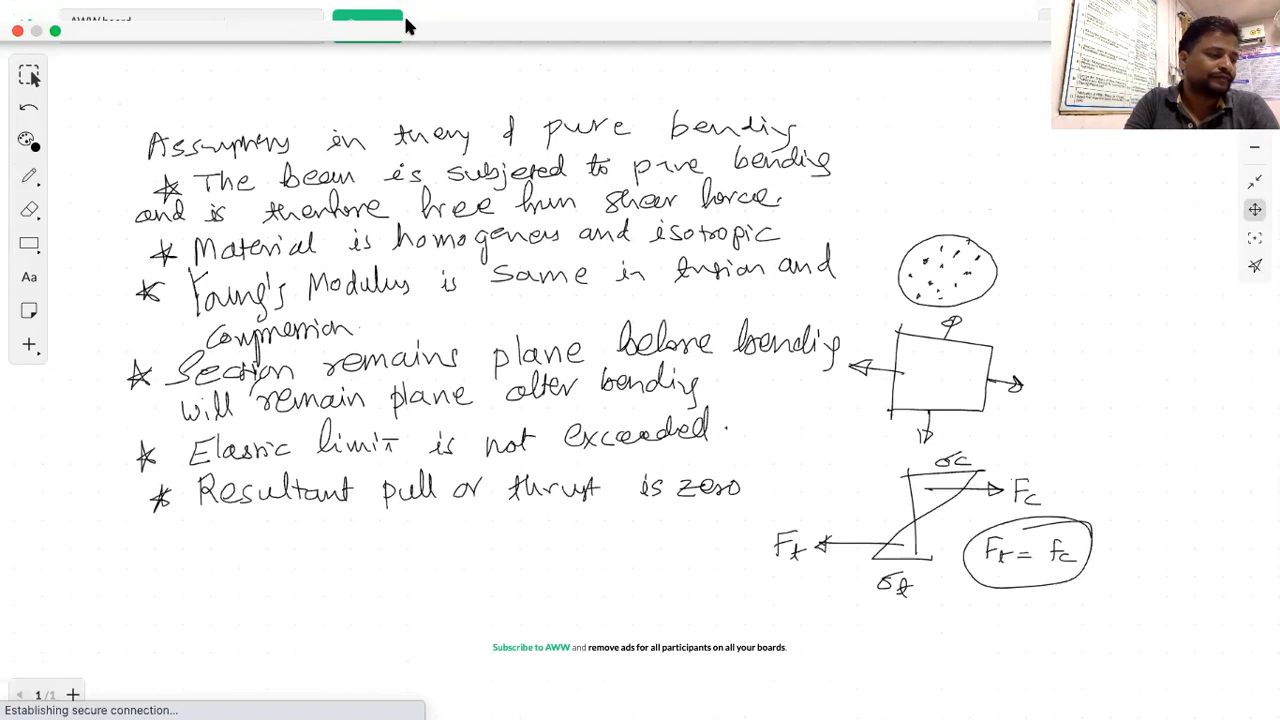 AWW board
Assumptions in theory of pure bending
* The beam is subjected to pure bending
and is therefore free from shear force.
* Material is homogeneous and isotropic
* Young's Modulus is same in tension and
compression
* Section remains plane before bending
will remain plane after bending
* Elastic limit is not exceeded.
* Resultant pull or thrust is zero
σc
Fc
Ft
Ft = fc
σt
Aa
Subscribe to AWW and remove ads for all participants on all your boards.
1/1
Establishing secure connection...